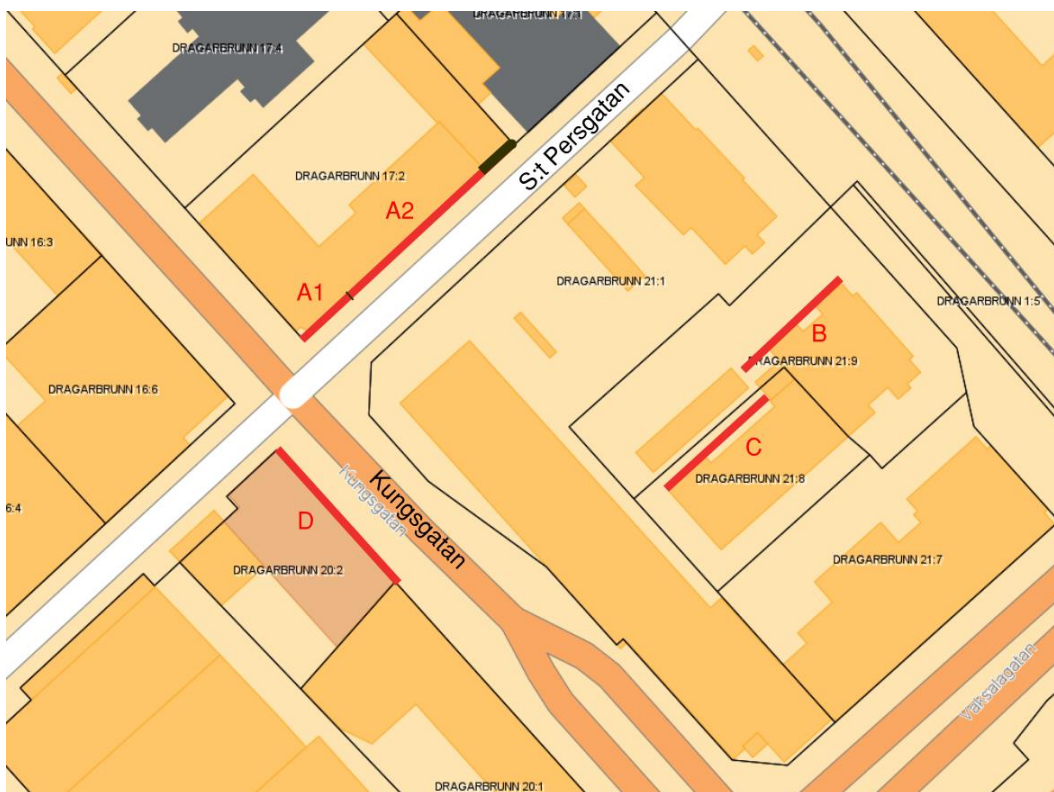 DRAGARBRUNN 17:1
DRAGARBRUNN 17:4
S:t Persgatan
DRAGARBRUNN 17:2
A2
UNN 16:3
DRAGARBRUNN 21:1
A1
DRAGARBRUNN 1:5
B
DRAGARBRUNN 21:9
DRAGARBRUNN 16:6
C
DRAGARBRUNN 21:8
Kungsgatan
Kungsgatan
6:4
D
DRAGARBRUNN 21:7
DRAGARBRUNN 20:2
Vaksalagatan
DRAGARBRUNN 20:1